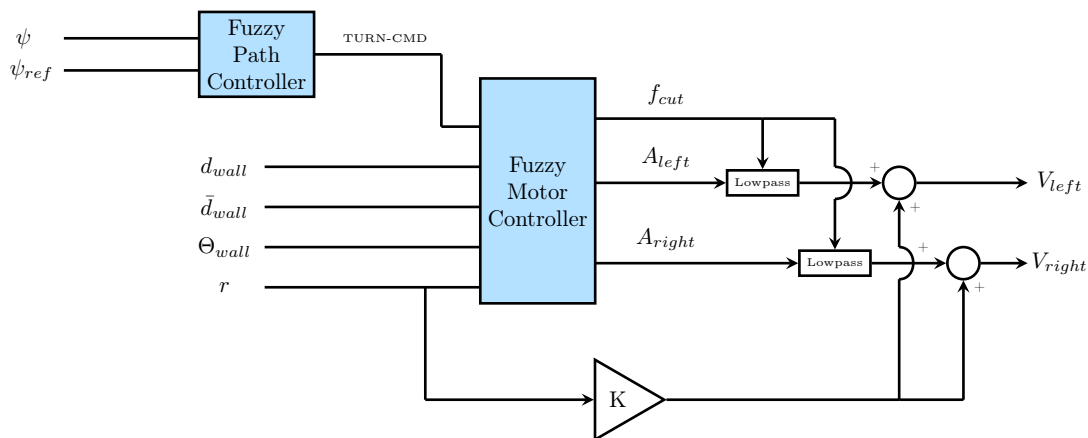 ψ
ψ_ref
Fuzzy
Path
Controller
TURN-CMD
d_wall
d̄_wall
Θ_wall
r
Fuzzy
Motor
Controller
f_cut
A_left
Lowpass
+
+
V_left
A_right
Lowpass
+
+
V_right
K